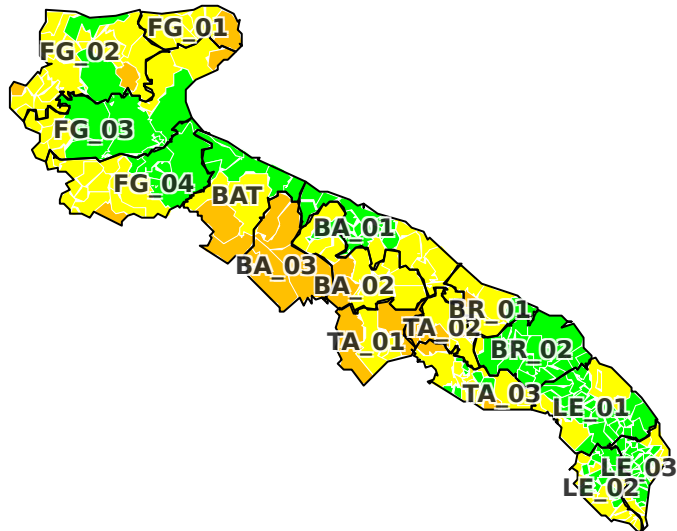 FG_01
FG_02
FG_03
FG_04
BAT
BA_01
BA_03
BA_02
BR_01
TA_02
TA_01
BR_02
TA_03
LE_01
LE_03
LE_02